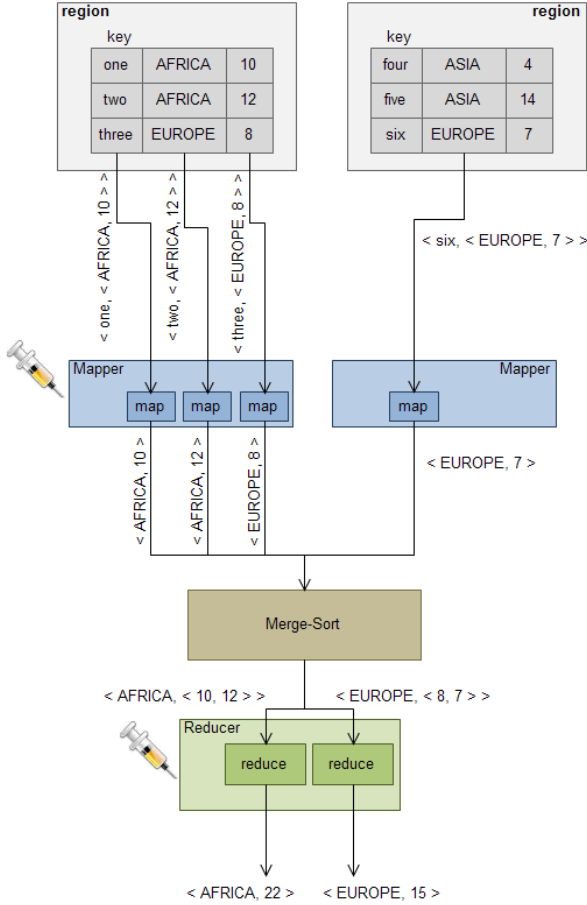 region
region
key
key
one AFRICA 10
four ASIA 4
two AFRICA 12
five ASIA 14
three EUROPE 8
six EUROPE 7
< one, < AFRICA, 10 > >
< two, < AFRICA, 12 > >
< three, < EUROPE, 8 > >
< six, < EUROPE, 7 > >
Mapper
Mapper
map
map
map
map
< AFRICA, 10 >
< AFRICA, 12 >
< EUROPE, 8 >
< EUROPE, 7 >
Merge-Sort
< AFRICA, < 10, 12 > >
< EUROPE, < 8, 7 > >
Reducer
reduce
reduce
< AFRICA, 22 >
< EUROPE, 15 >